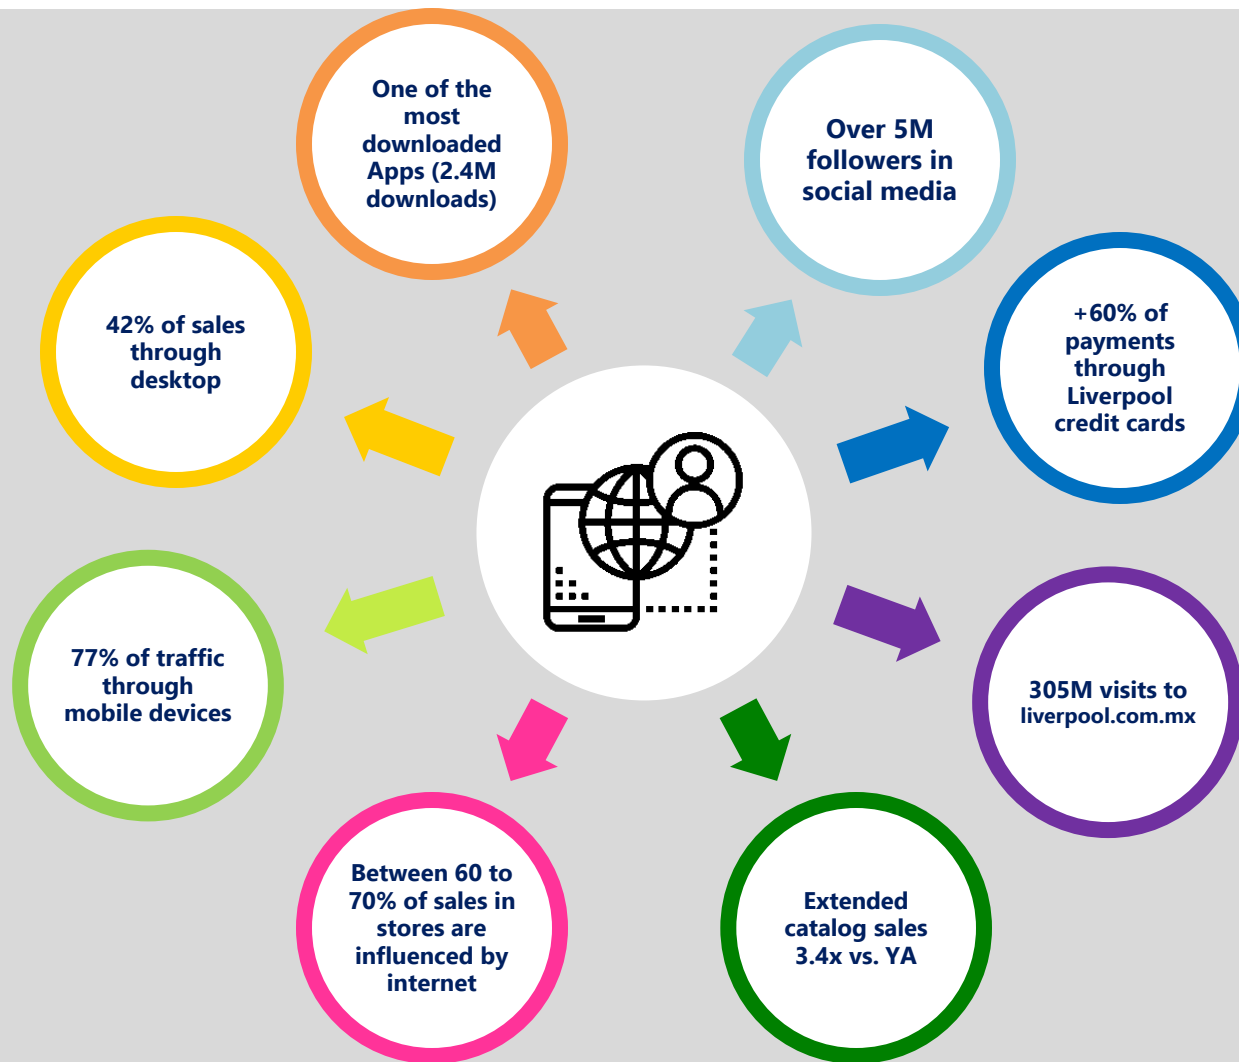 One of the
most
downloaded
Apps (2.4M
downloads)
Over 5M
followers in
social media
42% of sales
through
desktop
+60% of
payments
through
Liverpool
credit cards
77% of traffic
through
mobile devices
305M visits to
liverpool.com.mx
Between 60 to
70% of sales in
stores are
influenced by
internet
Extended
catalog sales
3.4x vs. YA